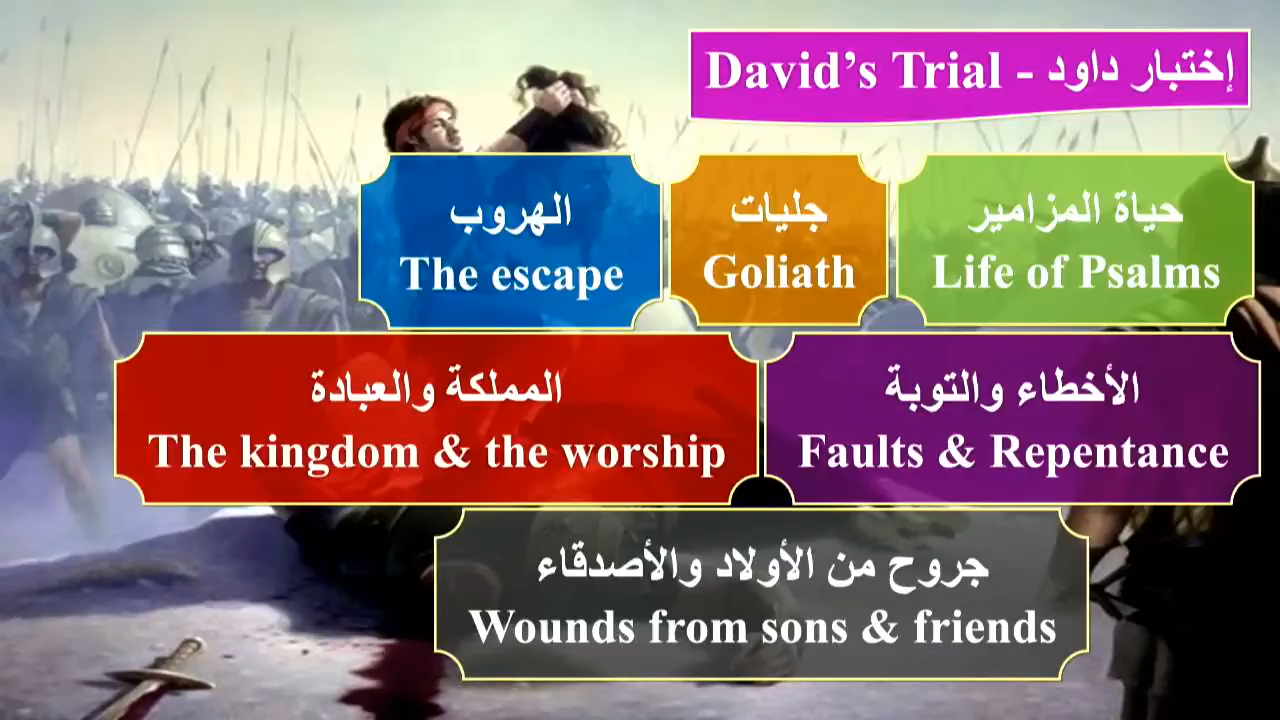 David's Trial - إختبار داود
حياة المزامير
Life of Psalms
جليات
Goliath
الهروب
The escape
الأخطاء والتوبة
Faults & Repentance
المملكة والعبادة
The kingdom & the worship
جروح من الأولاد والأصدقاء
Wounds from sons & friends